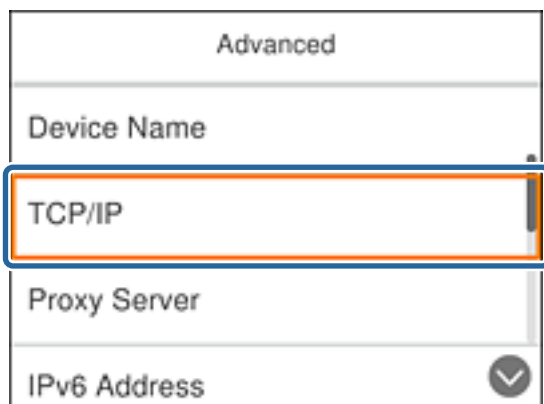 Advanced
Device Name
TCP/IP
Proxy Server
IPv6 Address